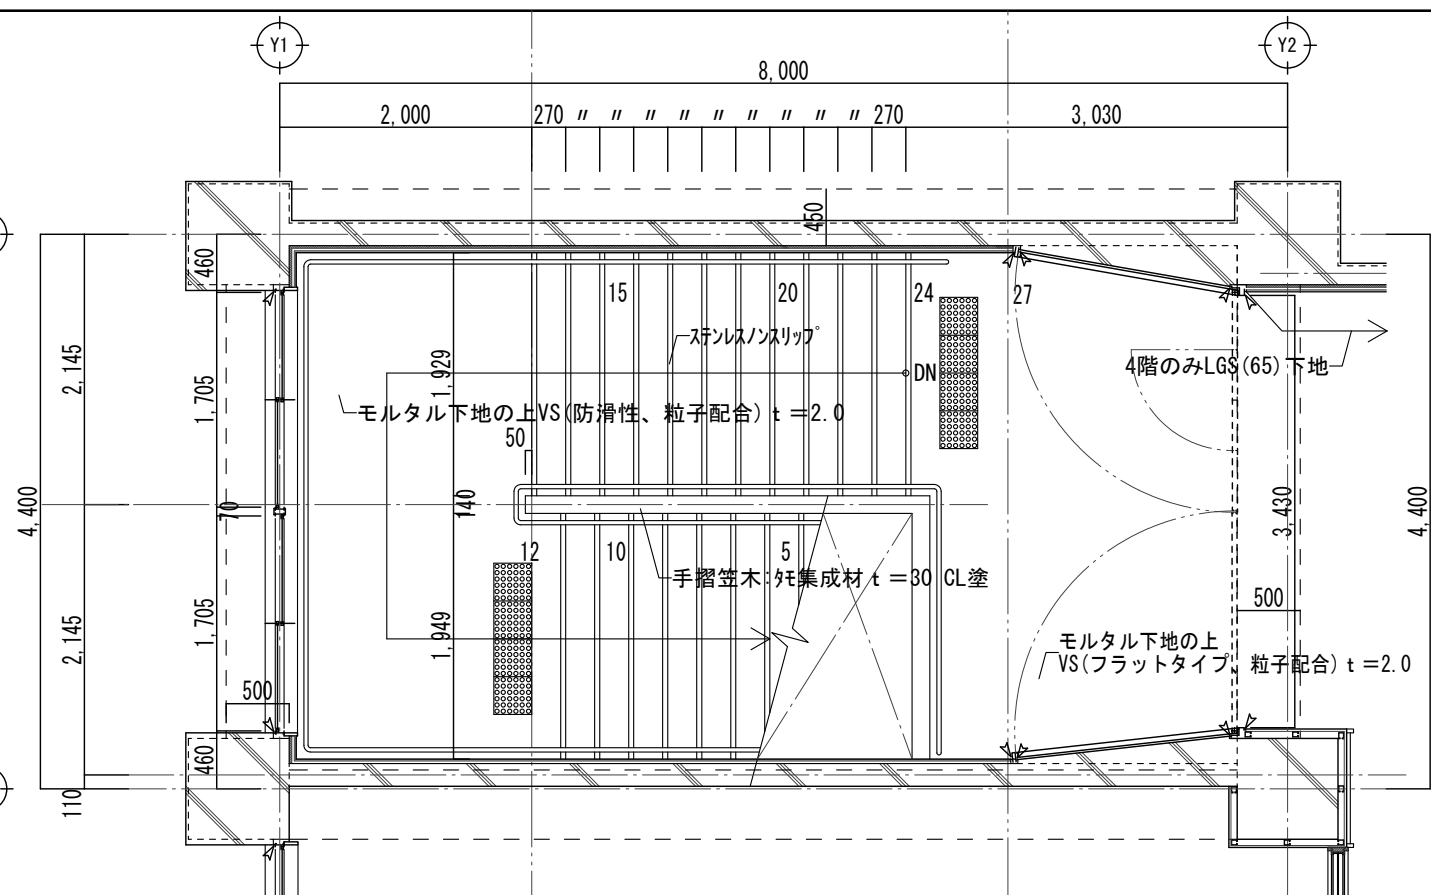 Y1
Y2
8,000
2,000
270 〃 〃 〃 〃 〃 〃 〃 〃 〃 270
3,030
450
460
15
20
24
27
ステンレスノンスリップ
4階のみLGS(65)下地
DN
2,145
1,705
1,929
モルタル下地の上VS(防滑性、粒子配合)t=2.0
50
4,400
70
140
3,430
4,400
12
10
5
手摺笠木:タモ集成材 t=30 CL塗
500
2,145
1,705
1,949
モルタル下地の上
VS(フラットタイプ、粒子配合)t=2.0
500
460
110